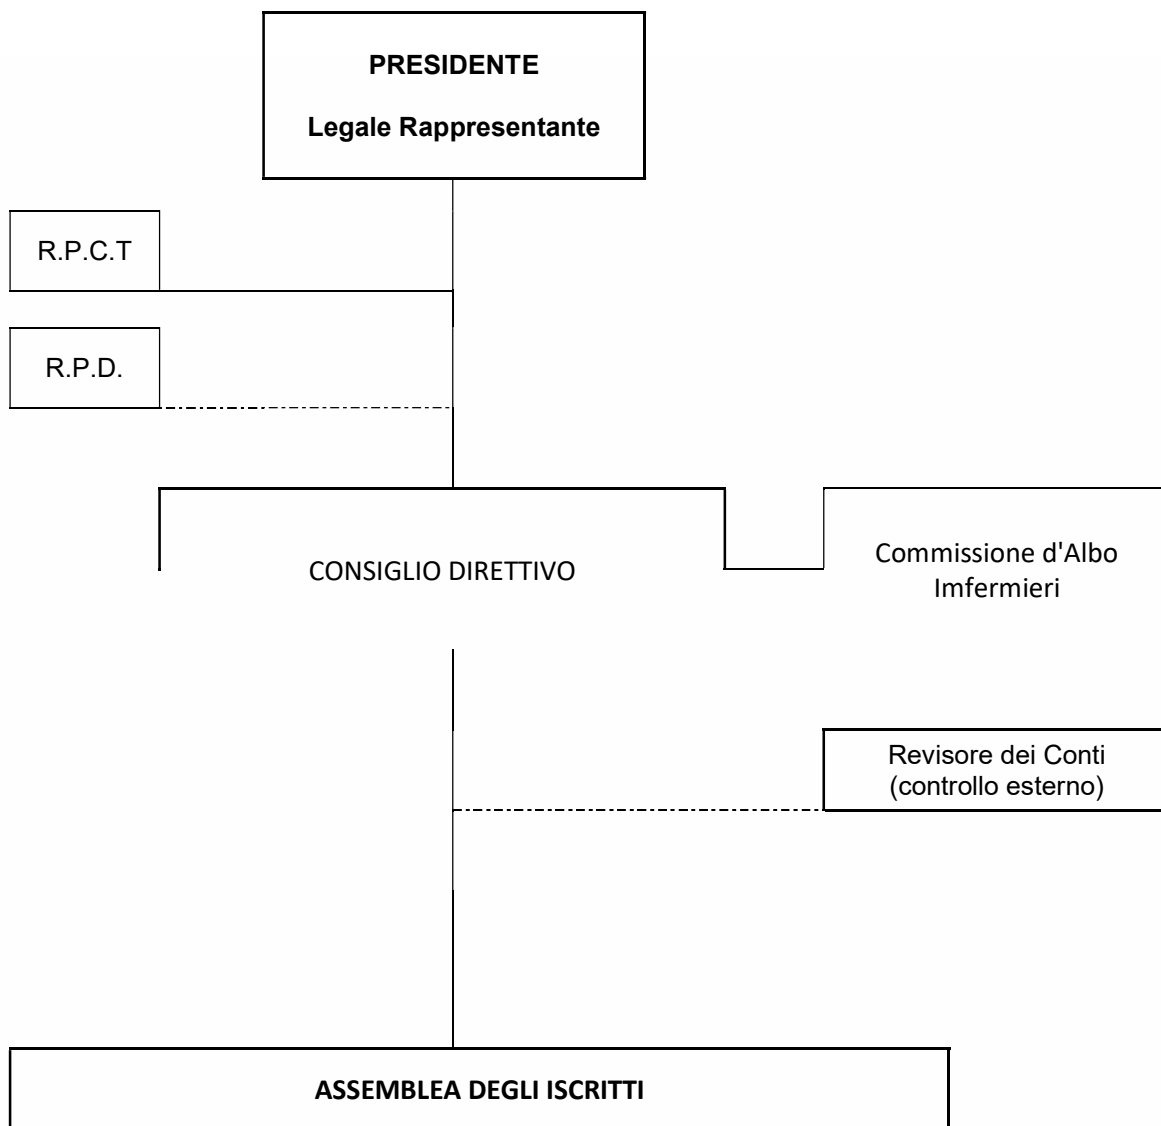 PRESIDENTE
Legale Rappresentante
R.P.C.T
R.P.D.
CONSIGLIO DIRETTIVO
Commissione d'Albo
Imfermieri
Revisore dei Conti
(controllo esterno)
ASSEMBLEA DEGLI ISCRITTI